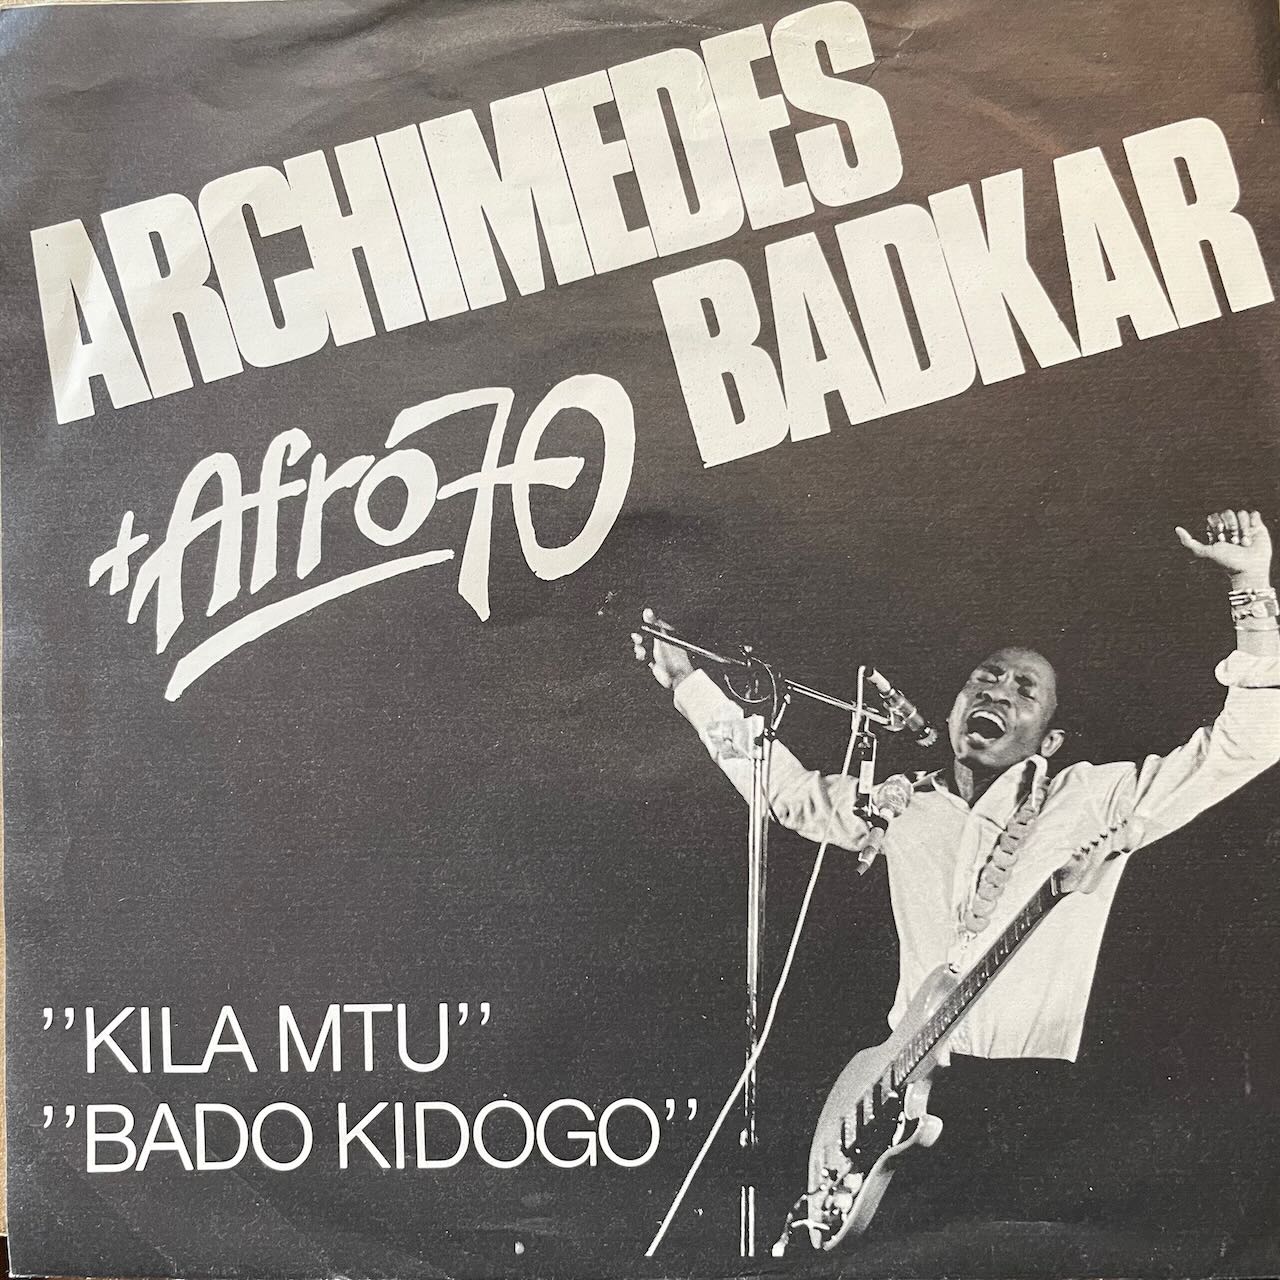 ARCHIMEDES
BADKAR
+Afro70
”KILA MTU”
”BADO KIDOGO”